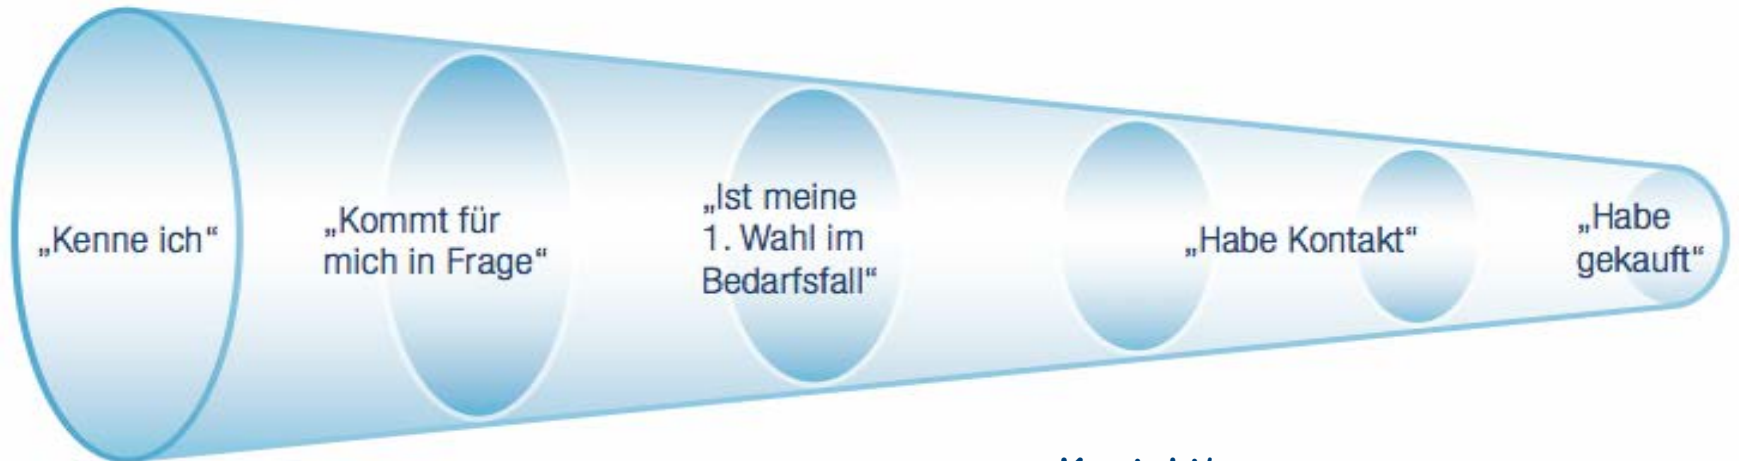 „Kenne ich“
„Kommt für
mich in Frage“
„Ist meine
1. Wahl im
Bedarfsfall“
„Habe Kontakt“
„Habe
gekauft“